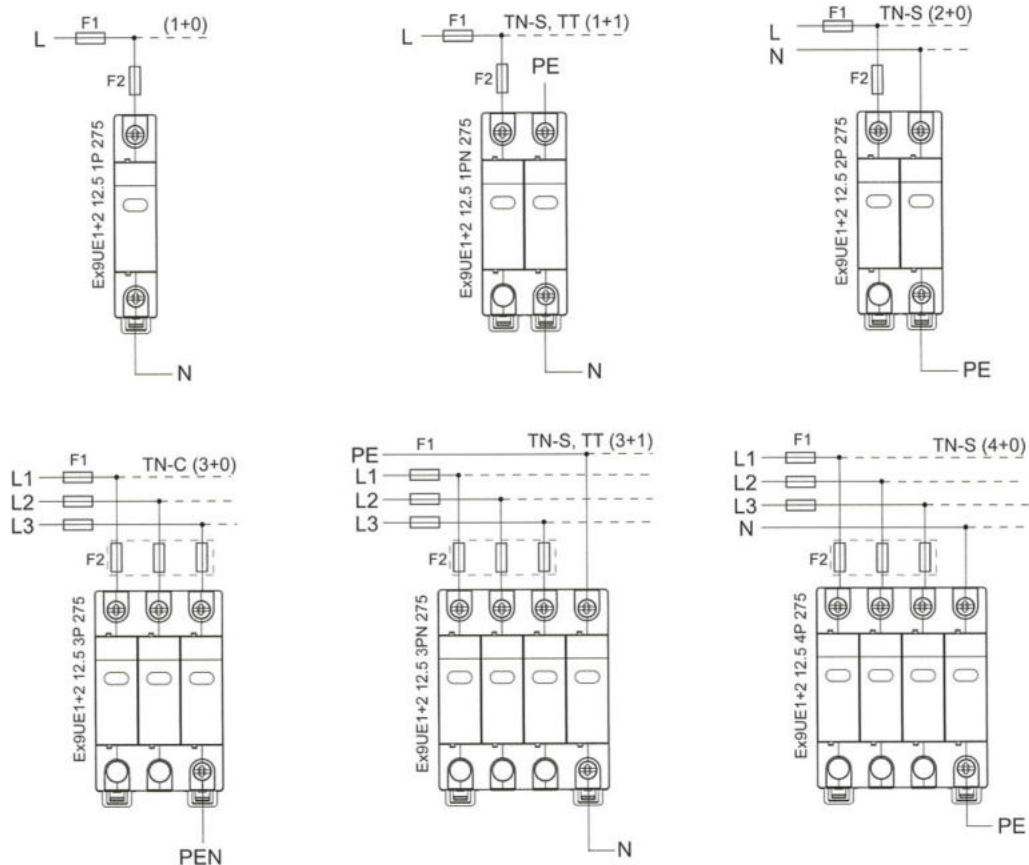 F1
(1+0)
L
F2
Ex9UE1+2 12.5 1P 275
N
F1
TN-S, TT (1+1)
L
PE
F2
Ex9UE1+2 12.5 1PN 275
N
F1
TN-S (2+0)
L
N
F2
Ex9UE1+2 12.5 2P 275
PE
F1
TN-C (3+0)
L1
L2
L3
F2
Ex9UE1+2 12.5 3P 275
PEN
F1
TN-S, TT (3+1)
PE
L1
L2
L3
F2
Ex9UE1+2 12.5 3PN 275
N
F1
TN-S (4+0)
L1
L2
L3
N
F2
Ex9UE1+2 12.5 4P 275
PE